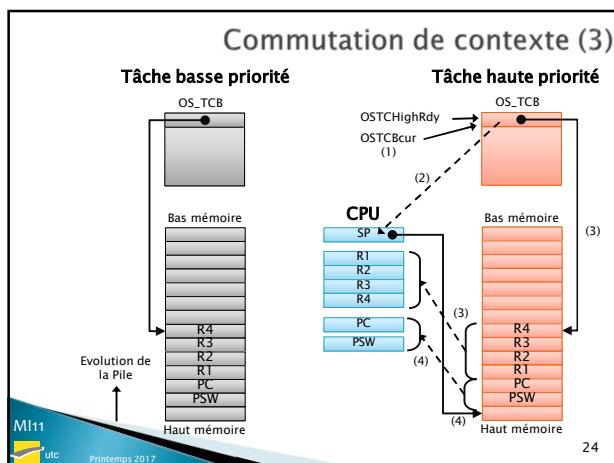 Commutation de contexte (3)
Tâche basse priorité
Tâche haute priorité
OS_TCB
OS_TCB
OSTCHighRdy
OSTCBcur
(1)
(2)
CPU
Bas mémoire
Bas mémoire
SP
(3)
R1
R2
R3
R4
(3)
PC
PSW
(4)
R4
R3
R2
R1
PC
PSW
R4
R3
R2
R1
PC
PSW
(4)
Evolution de
la Pile
Haut mémoire
Haut mémoire
MI11
utc
Printemps 2017
24